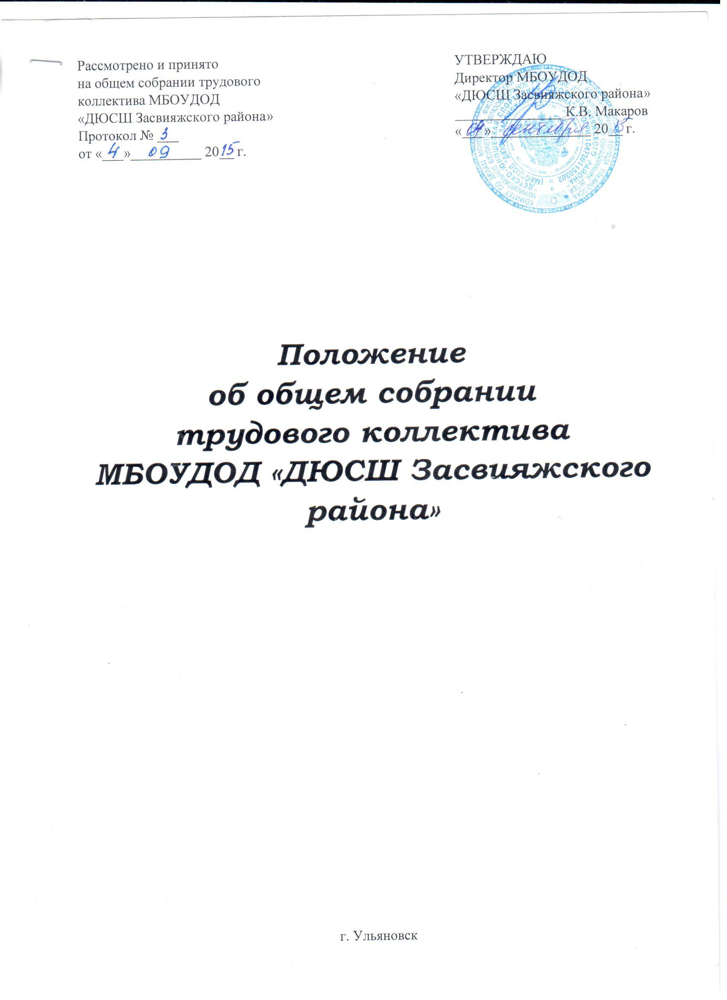 Рассмотрено и принято
на общем собрании трудового
коллектива МБОУДОД
«ДЮСШ Засвияжского района»
Протокол № 3
от «4» 09 2015 г.
УТВЕРЖДАЮ
Директор МБОУДОД
«ДЮСШ Засвияжского района»
К.В. Макаров
«04» сентября 2015 г.
1047301150302
Положение
об общем собрании
трудового коллектива
МБОУДОД «ДЮСШ Засвияжского
района»
г. Ульяновск